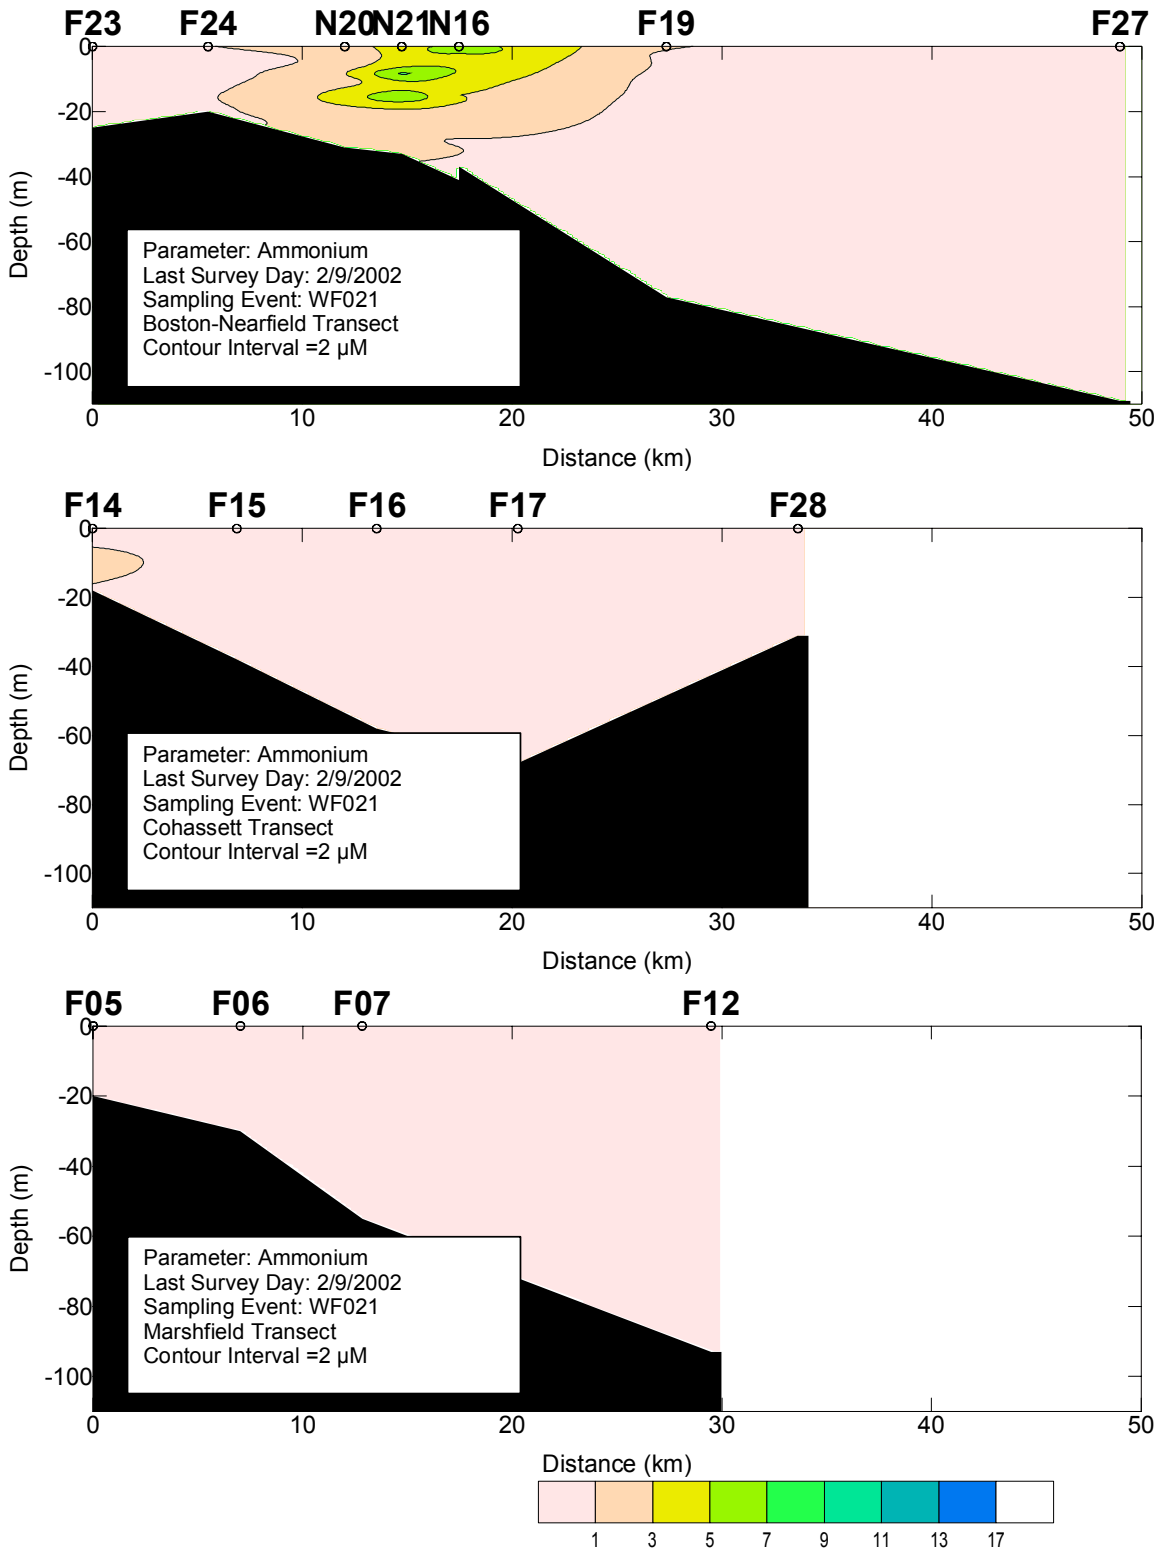 F23 F24 N20 N21 N16 F19 F27
0
-20
-40
-60
-80
-100
Depth (m)
Parameter: Ammonium
Last Survey Day: 2/9/2002
Sampling Event: WF021
Boston-Nearfield Transect
Contour Interval =2 µM
0 10 20 30 40 50
Distance (km)
F14 F15 F16 F17 F28
0
-20
-40
-60
-80
-100
Depth (m)
Parameter: Ammonium
Last Survey Day: 2/9/2002
Sampling Event: WF021
Cohassett Transect
Contour Interval =2 µM
0 10 20 30 40 50
Distance (km)
F05 F06 F07 F12
0
-20
-40
-60
-80
-100
Depth (m)
Parameter: Ammonium
Last Survey Day: 2/9/2002
Sampling Event: WF021
Marshfield Transect
Contour Interval =2 µM
0 10 20 30 40 50
Distance (km)
1 3 5 7 9 11 13 17